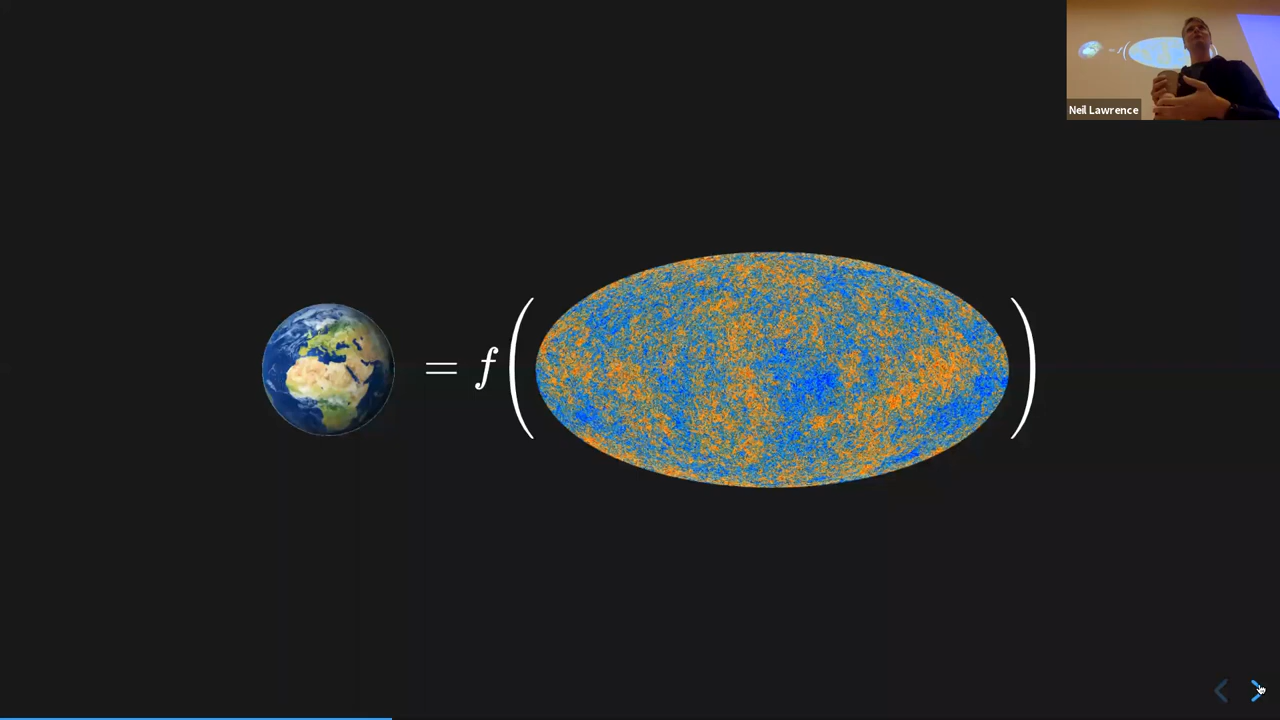 Neil Lawrence
= f( )